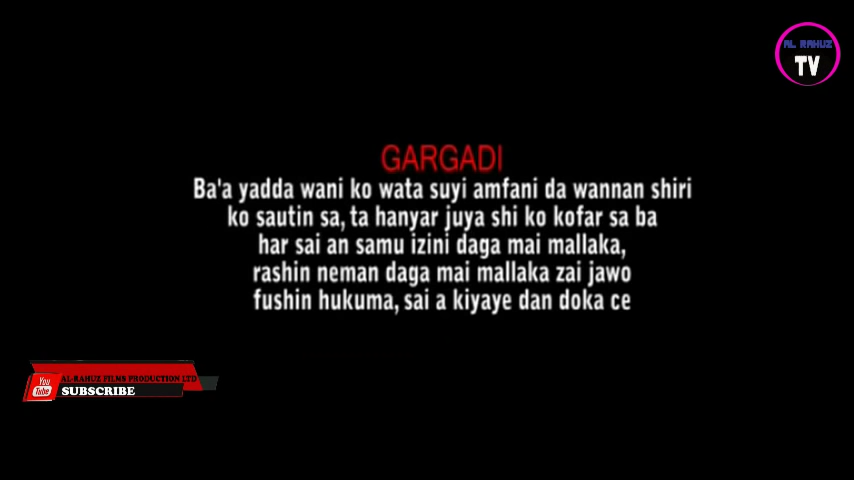 AL RAHUZ
TV
GARGADI
Ba'a yadda wani ko wata suyi amfani da wannan shiri
ko sautin sa, ta hanyar juya shi ko kofar sa ba
har sai an samu izini daga mai mallaka,
rashin neman daga mai mallaka zai jawo
fushin hukuma, sai a kiyaye dan doka ce
AL RAHUZ FILMS PRODUCTION LTD
You
Tube
SUBSCRIBE